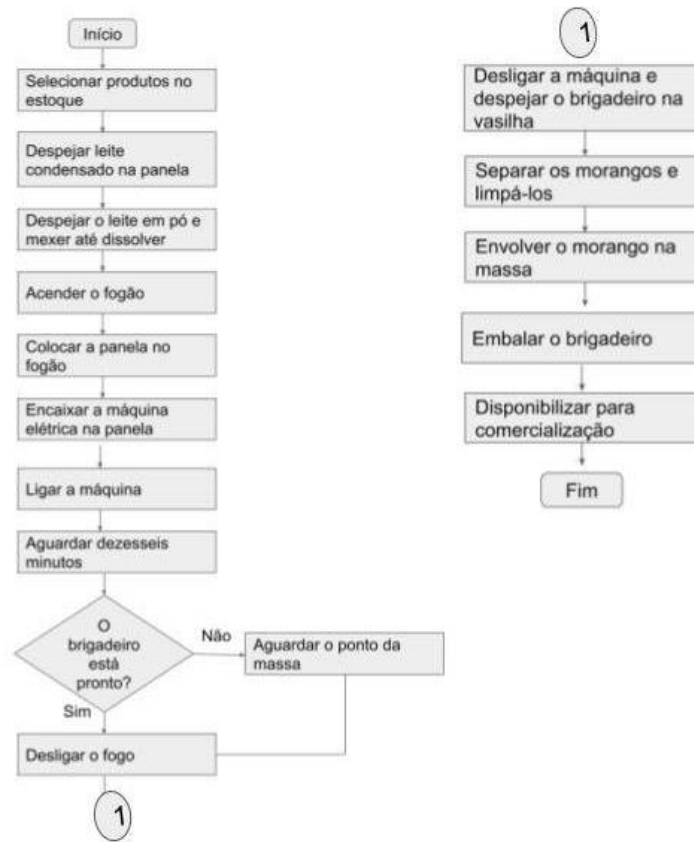 Início
Selecionar produtos no
estoque
Despejar leite
condensado na panela
Despejar o leite em pó e
mexer até dissolver
Acender o fogão
Colocar a panela no
fogão
Encaixar a máquina
elétrica na panela
Ligar a máquina
Aguardar dezesseis
minutos
O
brigadeiro
está
pronto?
Não
Aguardar o ponto da
massa
Sim
Desligar o fogo
1
1
Desligar a máquina e
despejar o brigadeiro na
vasilha
Separar os morangos e
limpá-los
Envolver o morango na
massa
Embalar o brigadeiro
Disponibilizar para
comercialização
Fim